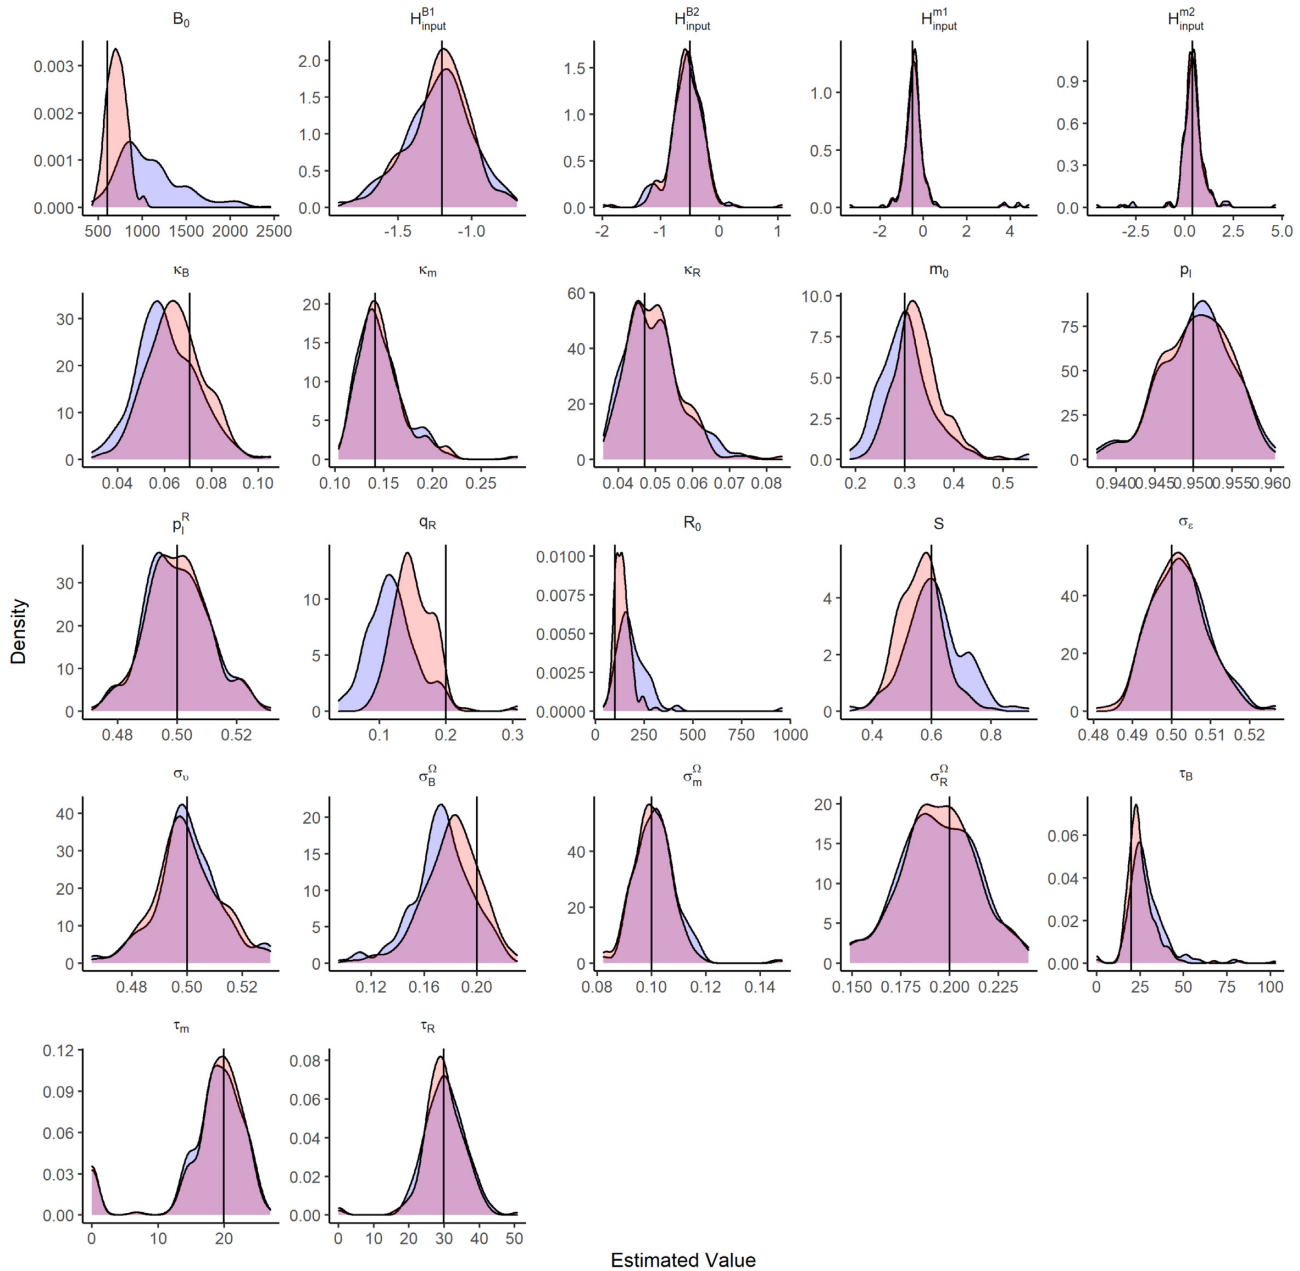 B₀ H^{B1}_{input} H^{B2}_{input} H^{m1}_{input} H^{m2}_{input}
0.003 2.0 1.5 1.0 0.9
0.002 1.5 1.0 0.6
0.001 1.0 0.5 0.5 0.3
0.5
0.000 0.0 0.0 0.0 0.0
500 1000 1500 2000 2500 -1.5 -1.0 -2 -1 0 1 -2 0 2 4 -2.5 0.0 2.5 5.0
κ_B κ_m κ_R m₀ p_I
30 20 60 10.0 75
20 15 40 7.5 50
10 10 20 5.0 25
5 2.5
0 0 0 0.0 0
0.04 0.06 0.08 0.10 0.10 0.15 0.20 0.25 0.04 0.05 0.06 0.07 0.08 0.2 0.3 0.4 0.5 0.940 0.945 0.950 0.955 0.960
p^R_I q_R R₀ S σ_ε
30 10 0.0100 4 40
20 5 0.0075 2 20
10 0.0050
0.0025
0 0 0.0000 0 0
0.48 0.50 0.52 0.1 0.2 0.3 0 250 500 750 1000 0.4 0.6 0.8 0.48 0.49 0.50 0.51 0.52
Density
σ_υ σ^Ω_B σ^Ω_m σ^Ω_R τ_B
40 20 40 20 0.06
30 15 20 15 0.04
20 10 10 0.02
10 5 5
0 0 0 0 0.00
0.48 0.50 0.52 0.12 0.16 0.20 0.08 0.10 0.12 0.14 0.150 0.175 0.200 0.225 0 25 50 75 100
τ_m τ_R
0.12 0.08
0.09 0.06
0.06 0.04
0.03 0.02
0.00 0.00
0 10 20 0 10 20 30 40 50
Estimated Value